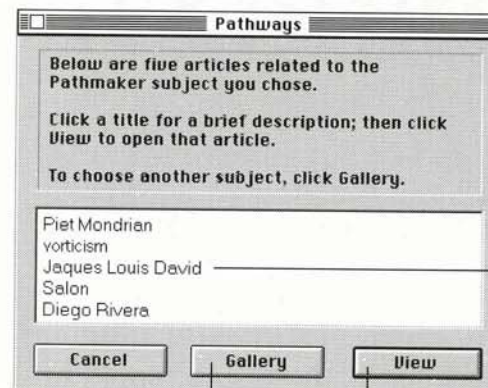 Pathways
Below are five articles related to the
Pathmaker subject you chose.
Click a title for a brief description; then click
View to open that article.
To choose another subject, click Gallery.
Piet Mondrian
vorticism
Jaques Louis David
Salon
Diego Rivera
Cancel
Gallery
View